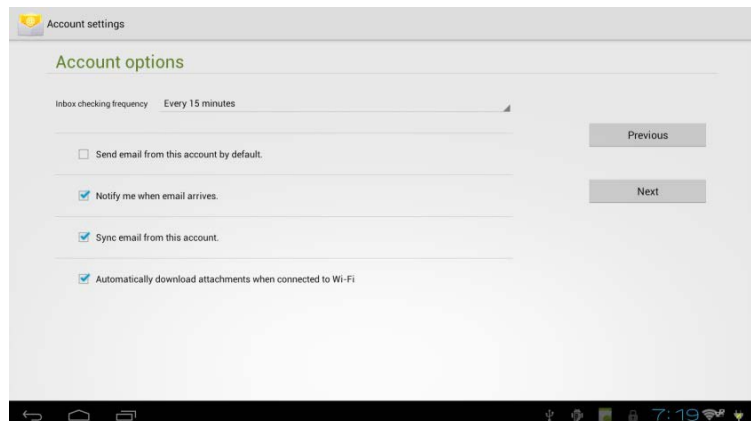 Account settings
Account options
Inbox checking frequency Every 15 minutes
Previous
Send email from this account by default.
Notify me when email arrives.
Next
Sync email from this account.
Automatically download attachments when connected to Wi-Fi
7:19